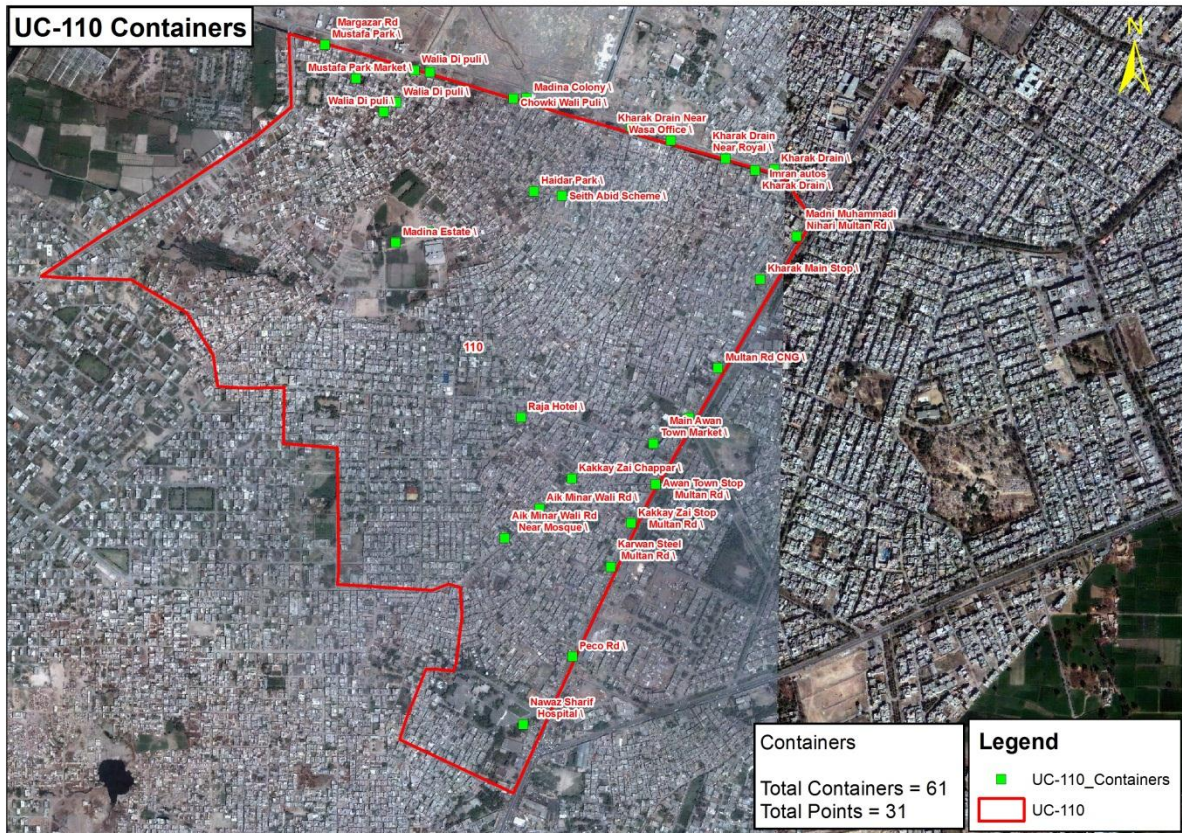 UC-110 Containers
N
Margazar Rd
Mustafa Park \
Walia Di puli \
Mustafa Park Market \
Walia Di puli \
Walia Di puli \
Madina Colony \
Chowki Wali Puli \
Kharak Drain Near
Wasa Office \
Kharak Drain
Near Royal \
Kharak Drain \
Imran autos
Kharak Drain \
Haidar Park \
Seith Abid Scheme \
Madni Muhammadi
Nihari Multan Rd \
Madina Estate \
Kharak Main Stop \
110
Multan Rd CNG \
Raja Hotel \
Main Awan
Town Market \
Kakkay Zai Chappar \
Awan Town Stop
Multan Rd \
Aik Minar Wali Rd \
Aik Minar Wali Rd
Near Mosque \
Kakkay Zai Stop
Multan Rd \
Karwan Steel
Multan Rd \
Peco Rd \
Nawaz Sharif
Hospital \
Containers
Total Containers = 61
Total Points = 31
Legend
UC-110_Containers
UC-110